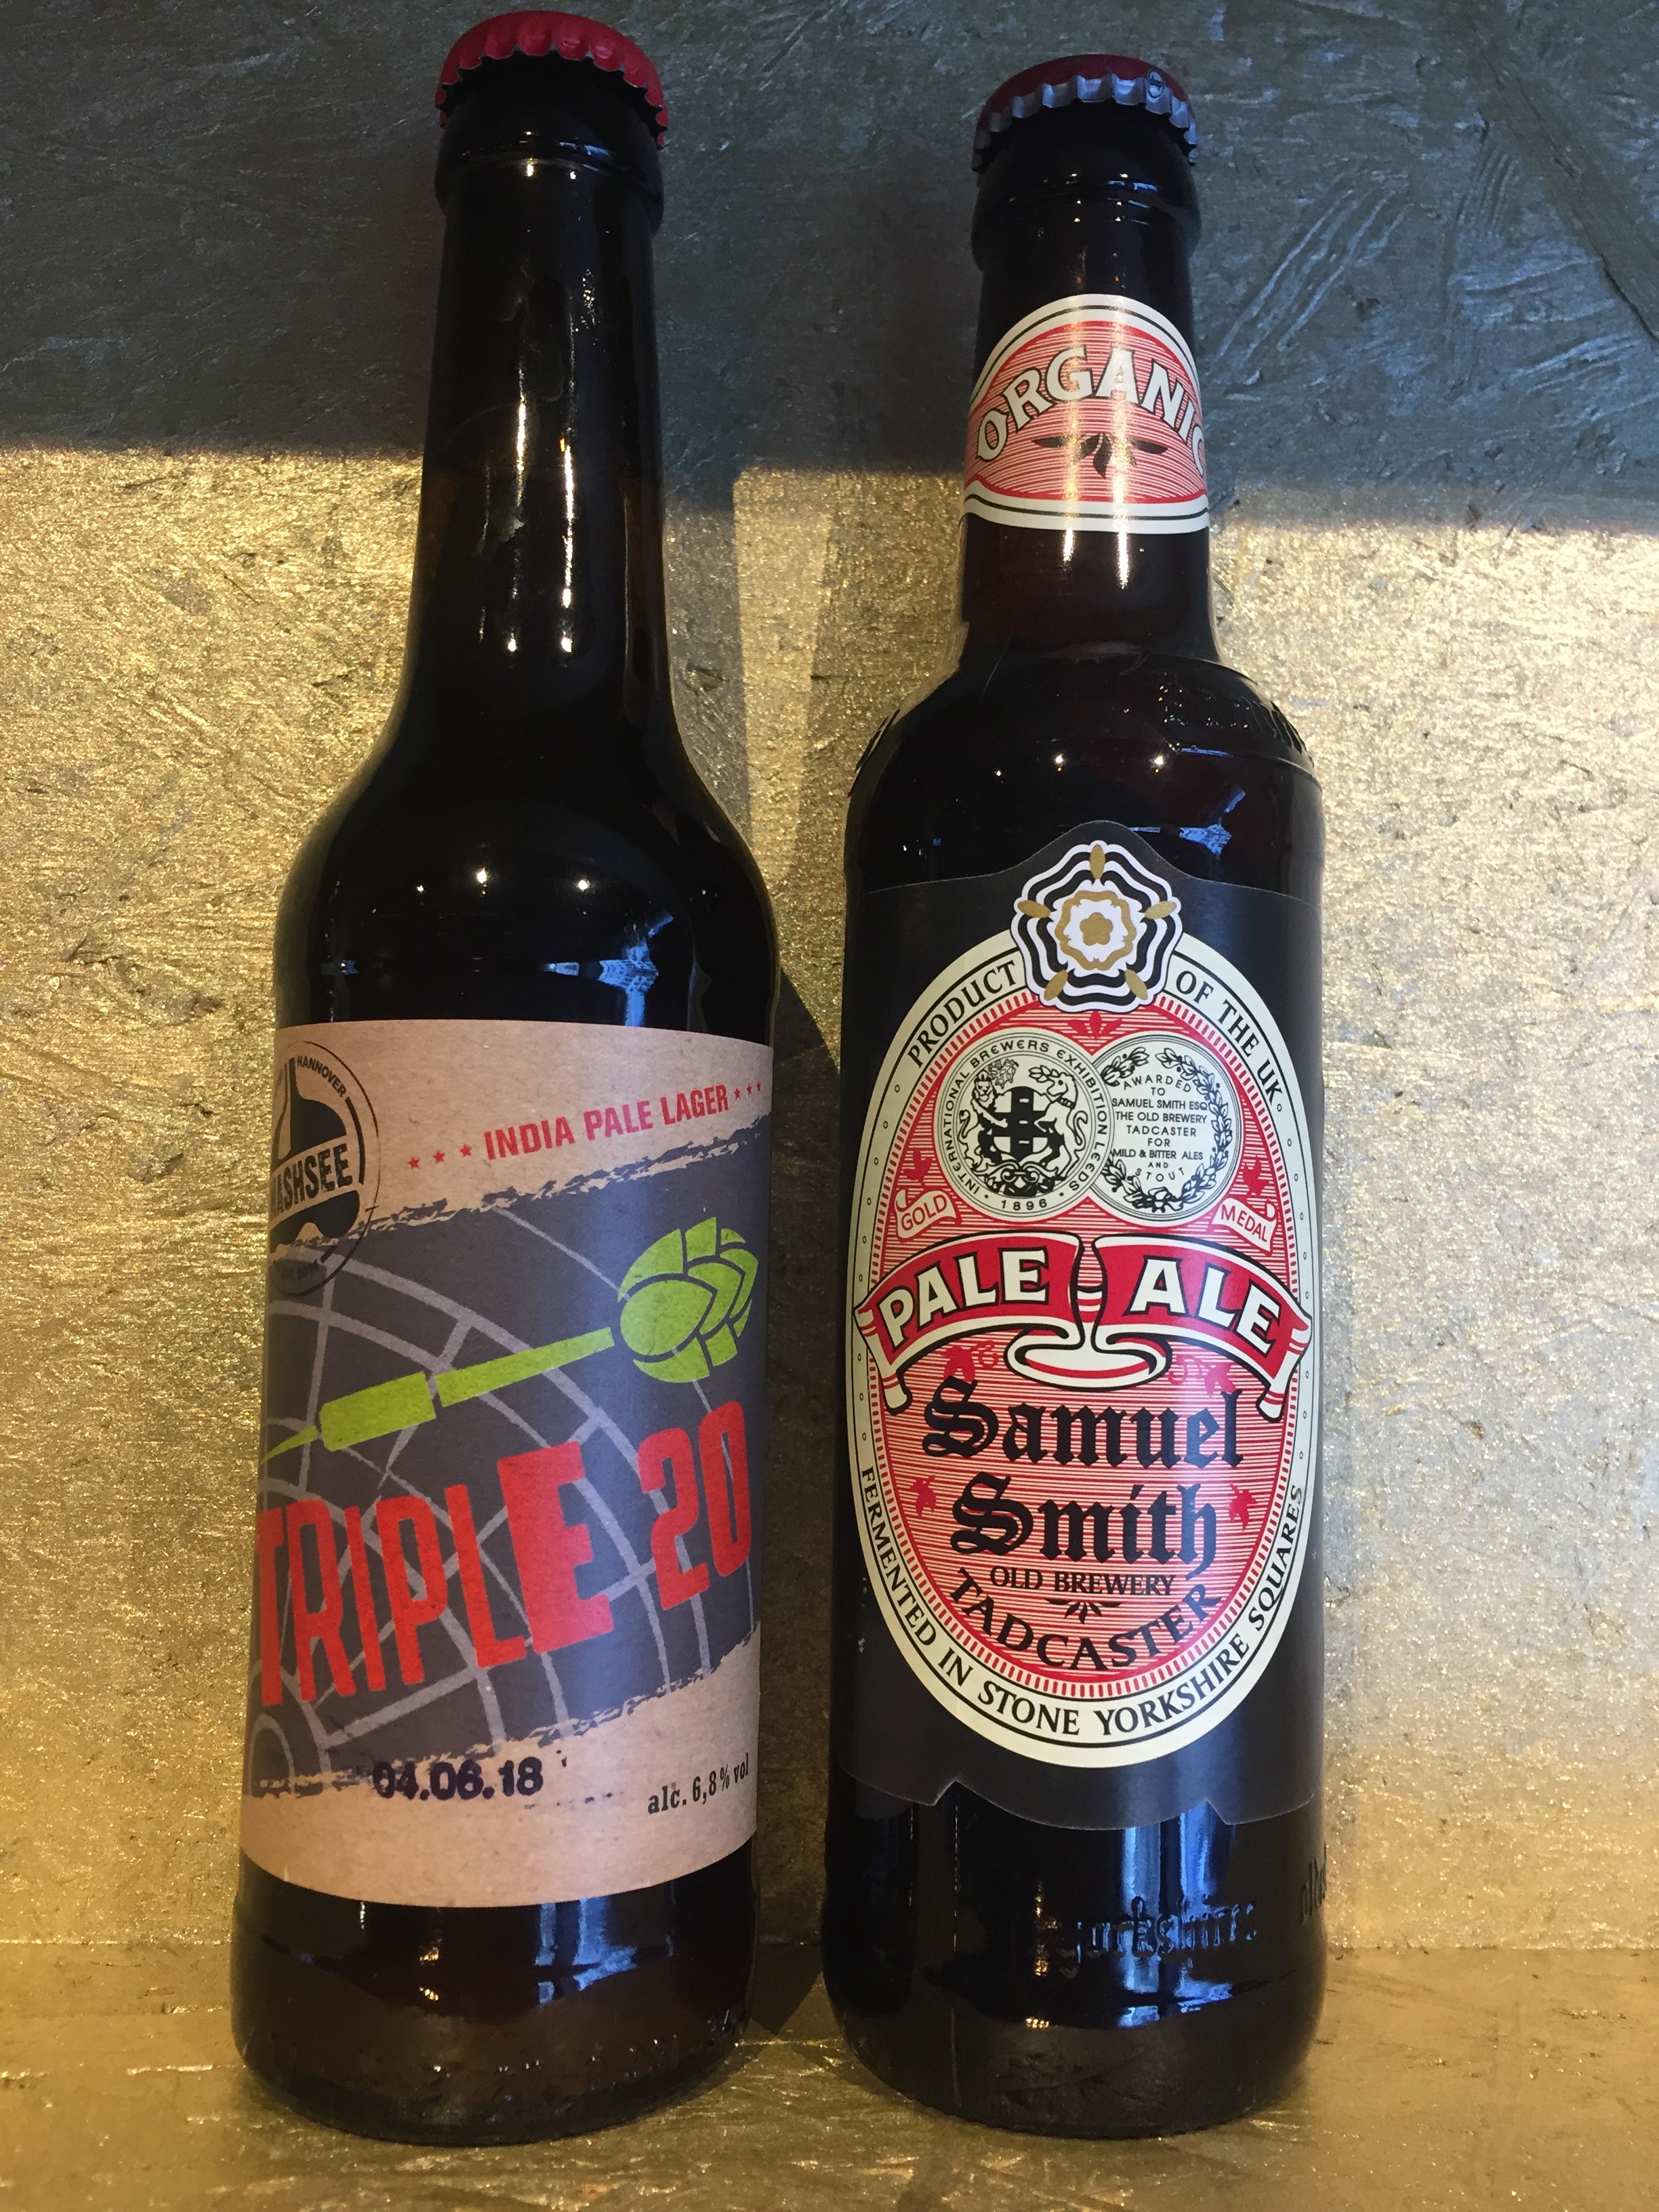 HANNOVER
MASHSEE
INDIA PALE LAGER
TRIPLE 20
04.06.18
alc. 6,8% vol
ORGANIC
PRODUCT OF THE UK
INTERNATIONAL BREWERS EXHIBITION LEEDS
1896
AWARDED
TO
SAMUEL SMITH ESQ
THE OLD BREWERY
TADCASTER
FOR
MILD & BITTER ALES
AND
STOUT
GOLD MEDAL
PALE ALE
Samuel
Smith
OLD BREWERY
TADCASTER
FERMENTED IN STONE YORKSHIRE SQUARES
yorkshire